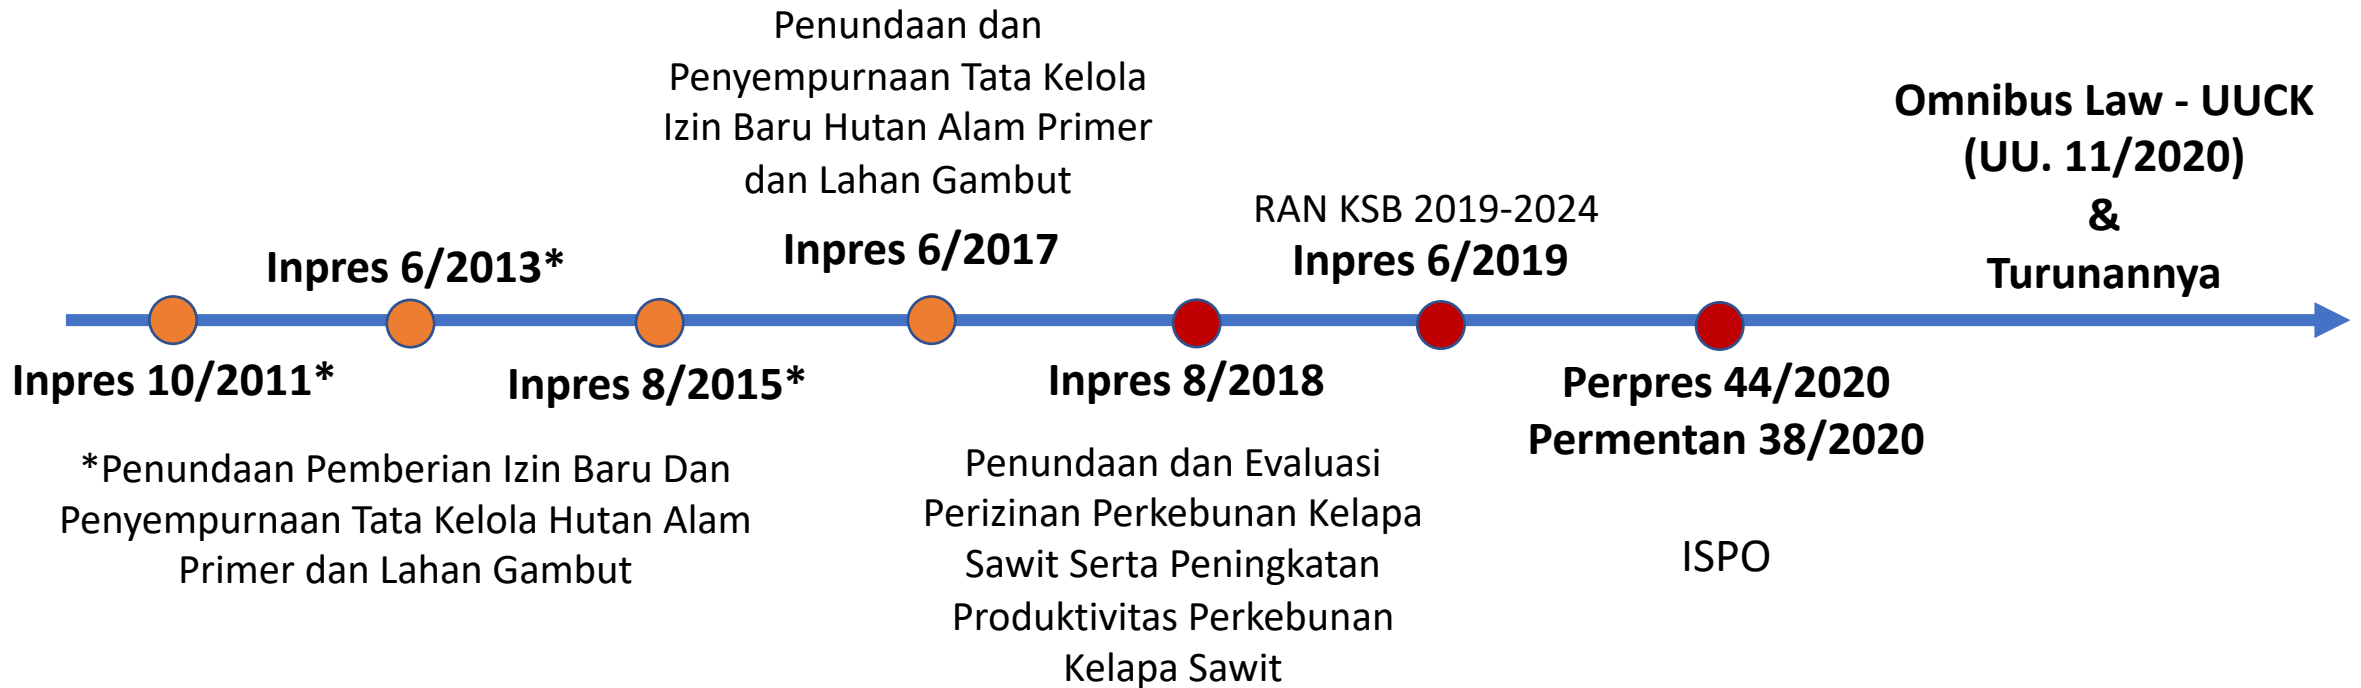 Penundaan dan
Penyempurnaan Tata Kelola
Izin Baru Hutan Alam Primer
dan Lahan Gambut
Inpres 6/2017
Omnibus Law - UUCK
(UU. 11/2020)
&
Turunannya
RAN KSB 2019-2024
Inpres 6/2019
Inpres 6/2013*
Inpres 10/2011*
Inpres 8/2015*
*Penundaan Pemberian Izin Baru Dan
Penyempurnaan Tata Kelola Hutan Alam
Primer dan Lahan Gambut
Inpres 8/2018
Penundaan dan Evaluasi
Perizinan Perkebunan Kelapa
Sawit Serta Peningkatan
Produktivitas Perkebunan
Kelapa Sawit
Perpres 44/2020
Permentan 38/2020
ISPO